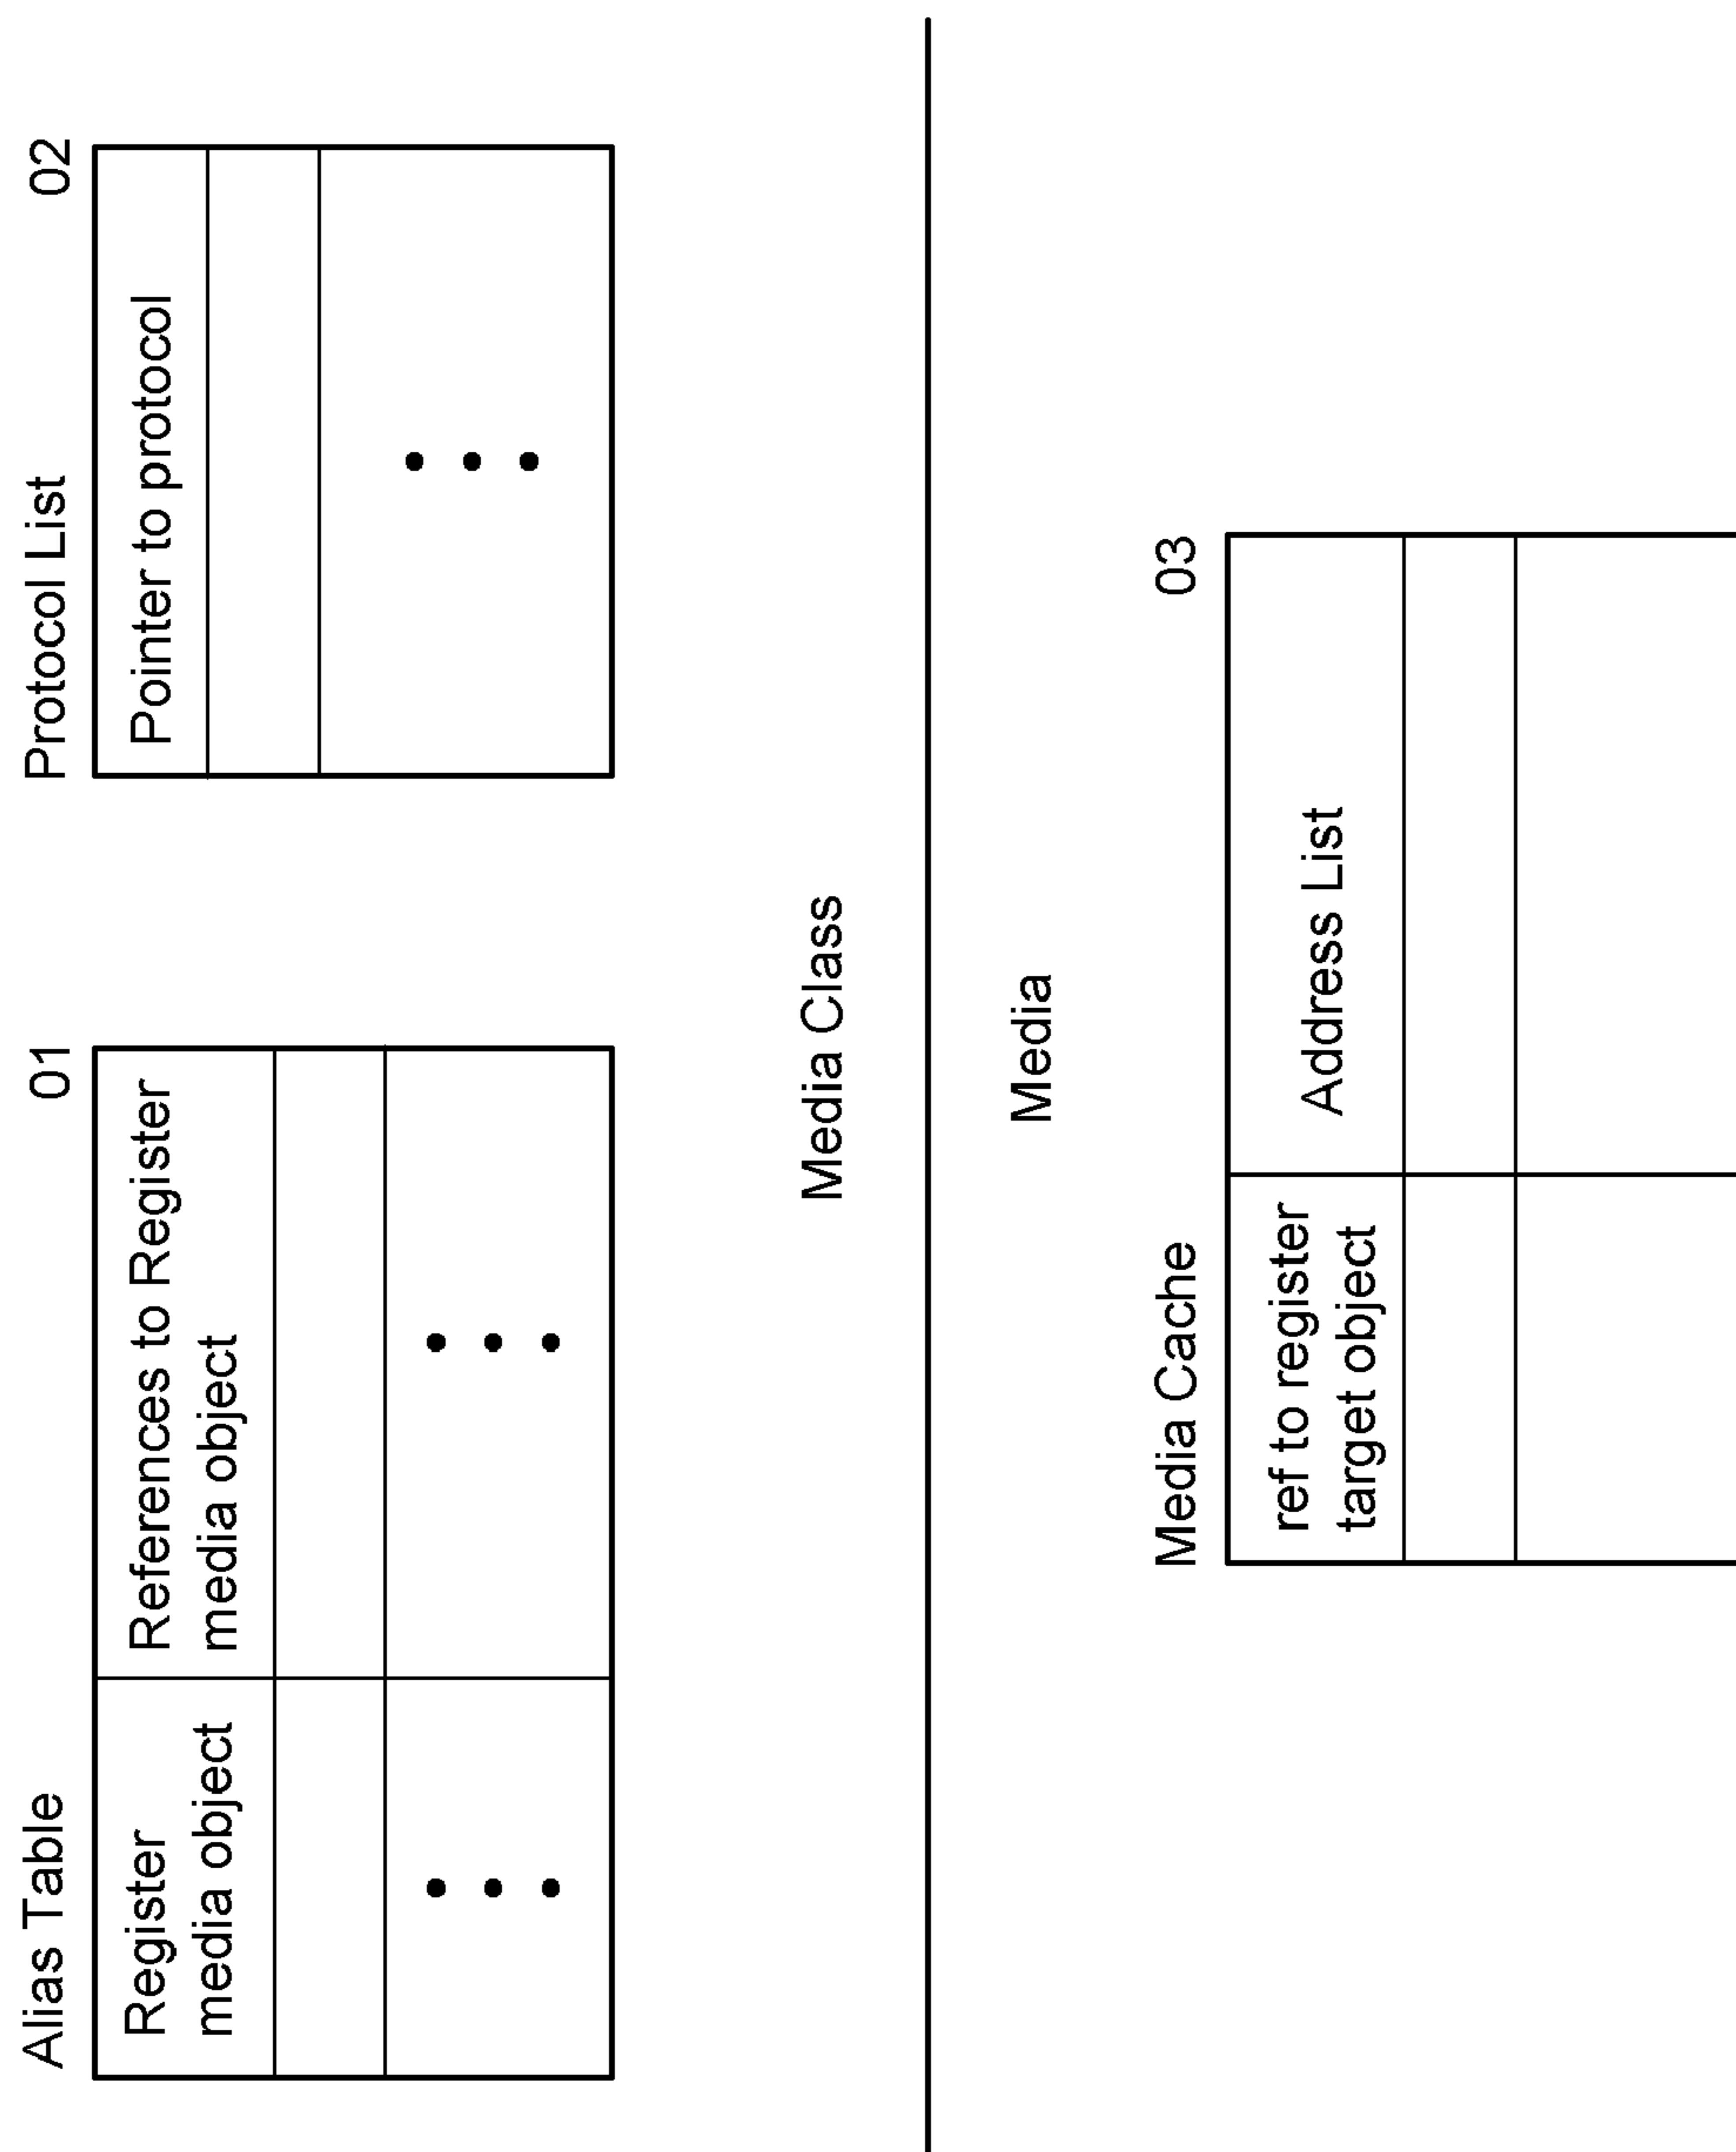 Alias Table 01
Register
media object
References to Register
media object
Protocol List 02
Pointer to protocol
Media Class
Media
Media Cache 03
ref to register
target object
Address List